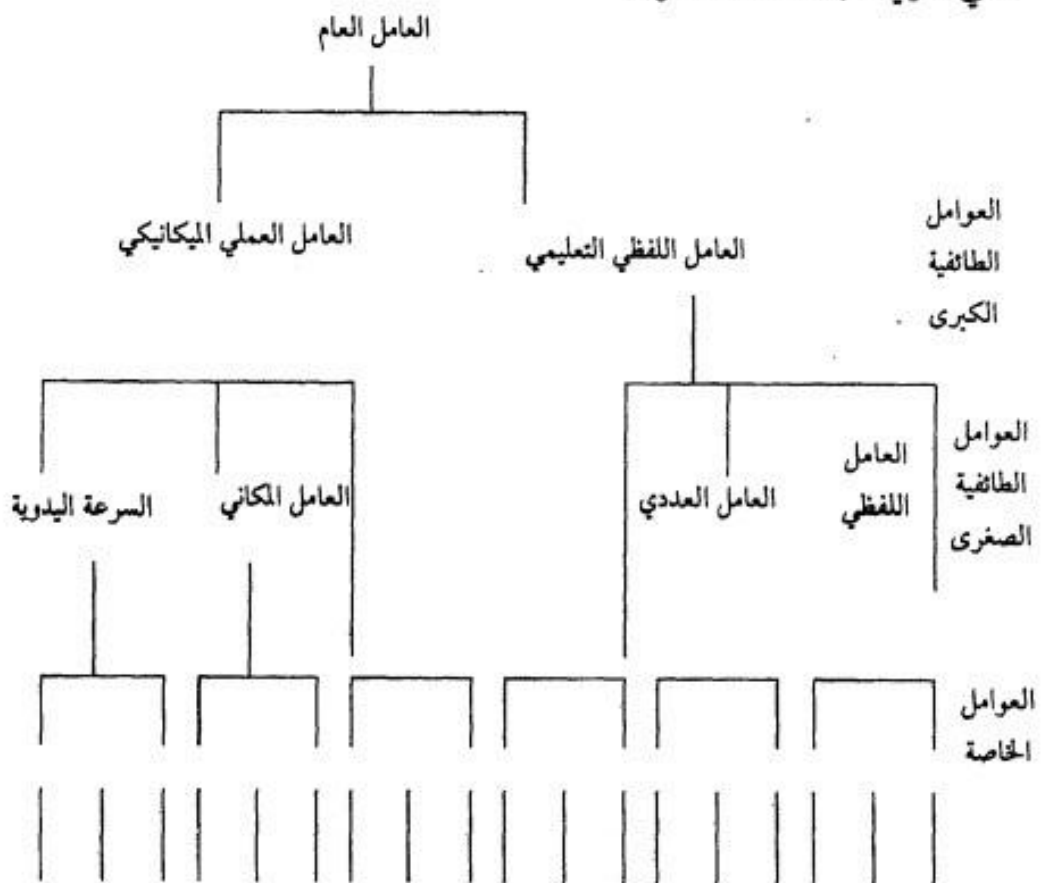 العامل العام
العوامل
الطائفية
الكبرى
العامل اللفظي التعليمي
العامل العملي الميكانيكي
العوامل
الطائفية
الصغرى
العامل
اللفظي
العامل العددي
العامل المكاني
السرعة اليدوية
العوامل
الخاصة